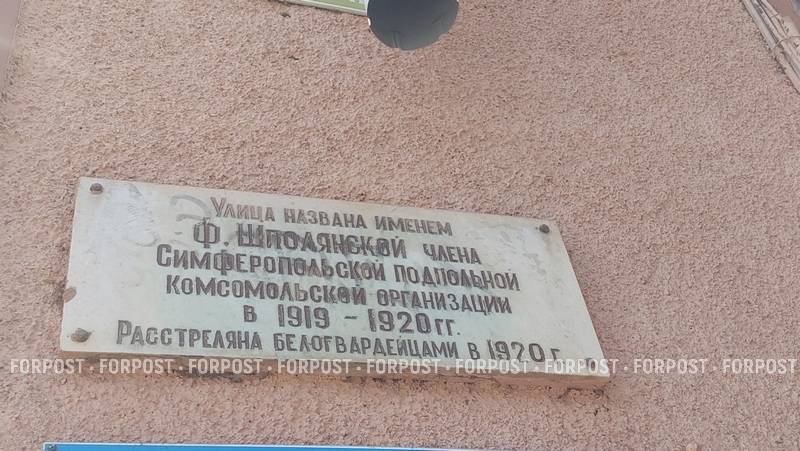 Улица названа именем
Ф. Шполянской члена
Симферопольской подпольной
комсомольской организации
в 1919 – 1920 гг.
Расстреляна белогвардейцами в 1920 г.
FORPOST · FORPOST · FORPOST · FORPOST · FORPOST · FORPOST · FORPOST · FORPOST · FORPOST